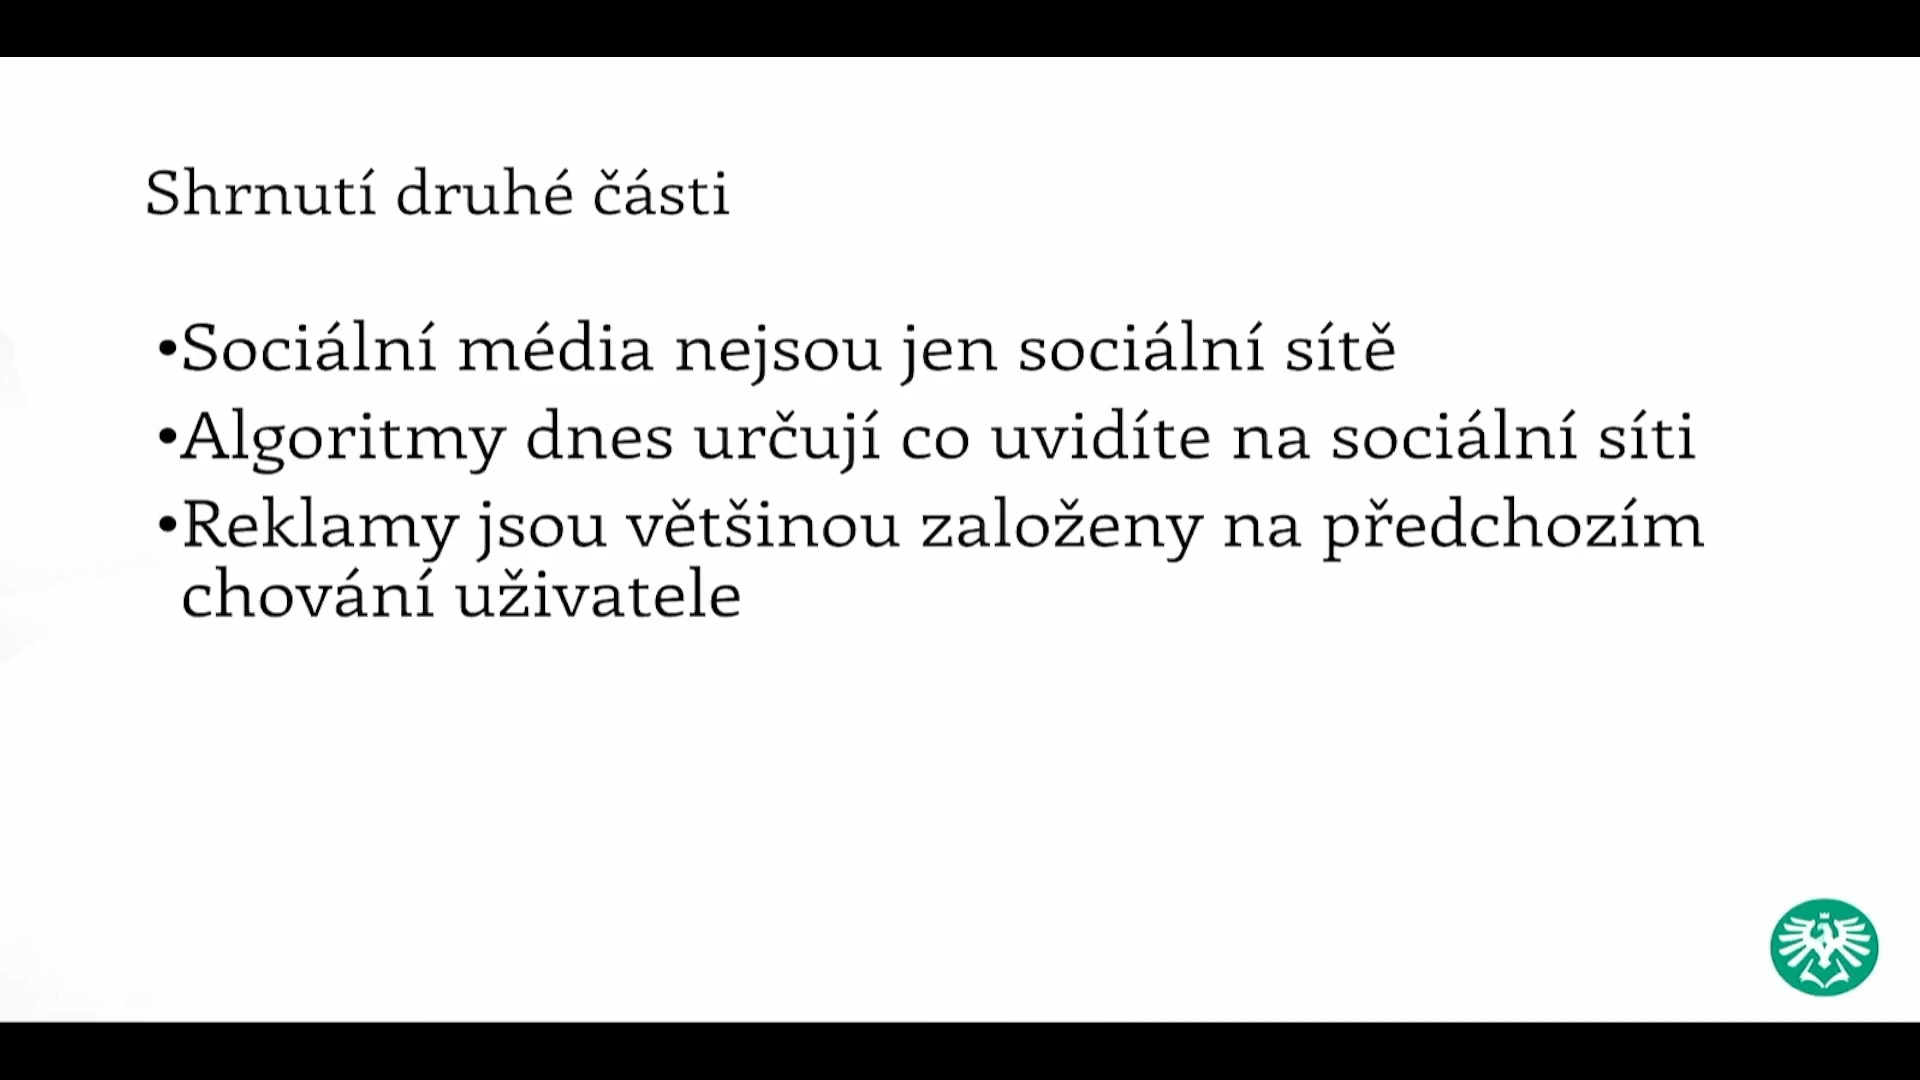 Shrnutí druhé části
•Sociální média nejsou jen sociální sítě
•Algoritmy dnes určují co uvidíte na sociální síti
•Reklamy jsou většinou založeny na předchozím
chování uživatele